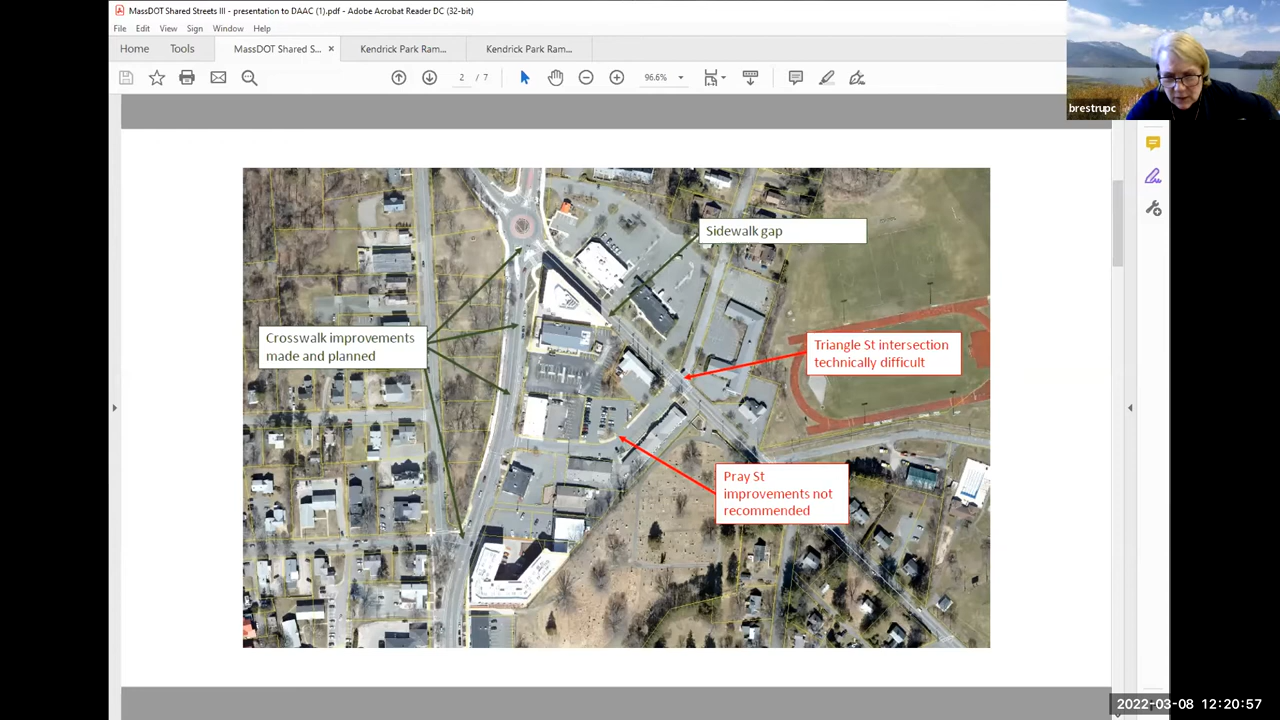 MassDOT Shared Streets III - presentation to DAAC (1).pdf - Adobe Acrobat Reader DC (32-bit)
File Edit View Sign Window Help
Home Tools MassDOT Shared S... × Kendrick Park Ram... Kendrick Park Ram...
2 / 7 96.6%
brestrupc
Sidewalk gap
Crosswalk improvements
made and planned
Triangle St intersection
technically difficult
Pray St
improvements not
recommended
2022-03-08 12:20:57